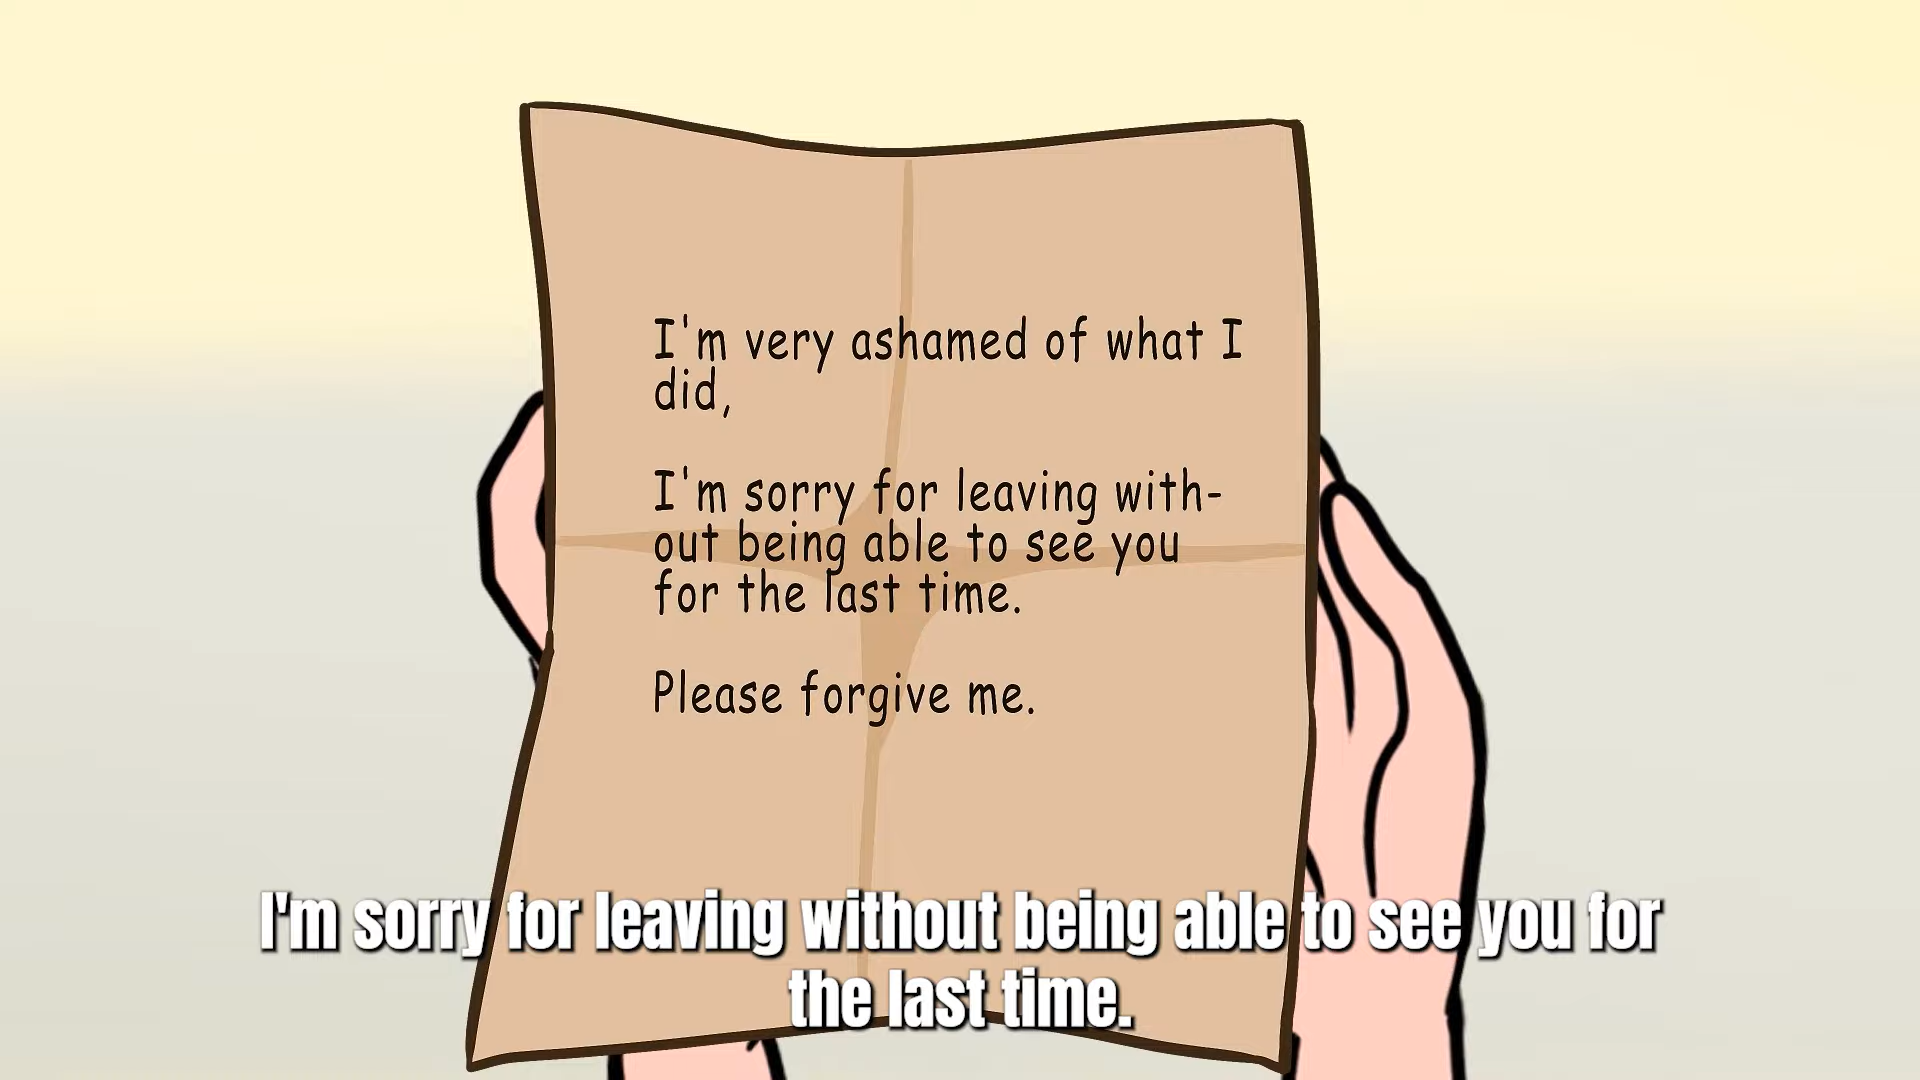 I'm very ashamed of what I
did,
I'm sorry for leaving with-
out being able to see you
for the last time.
Please forgive me.
I'm sorry for leaving without being able to see you for
the last time.